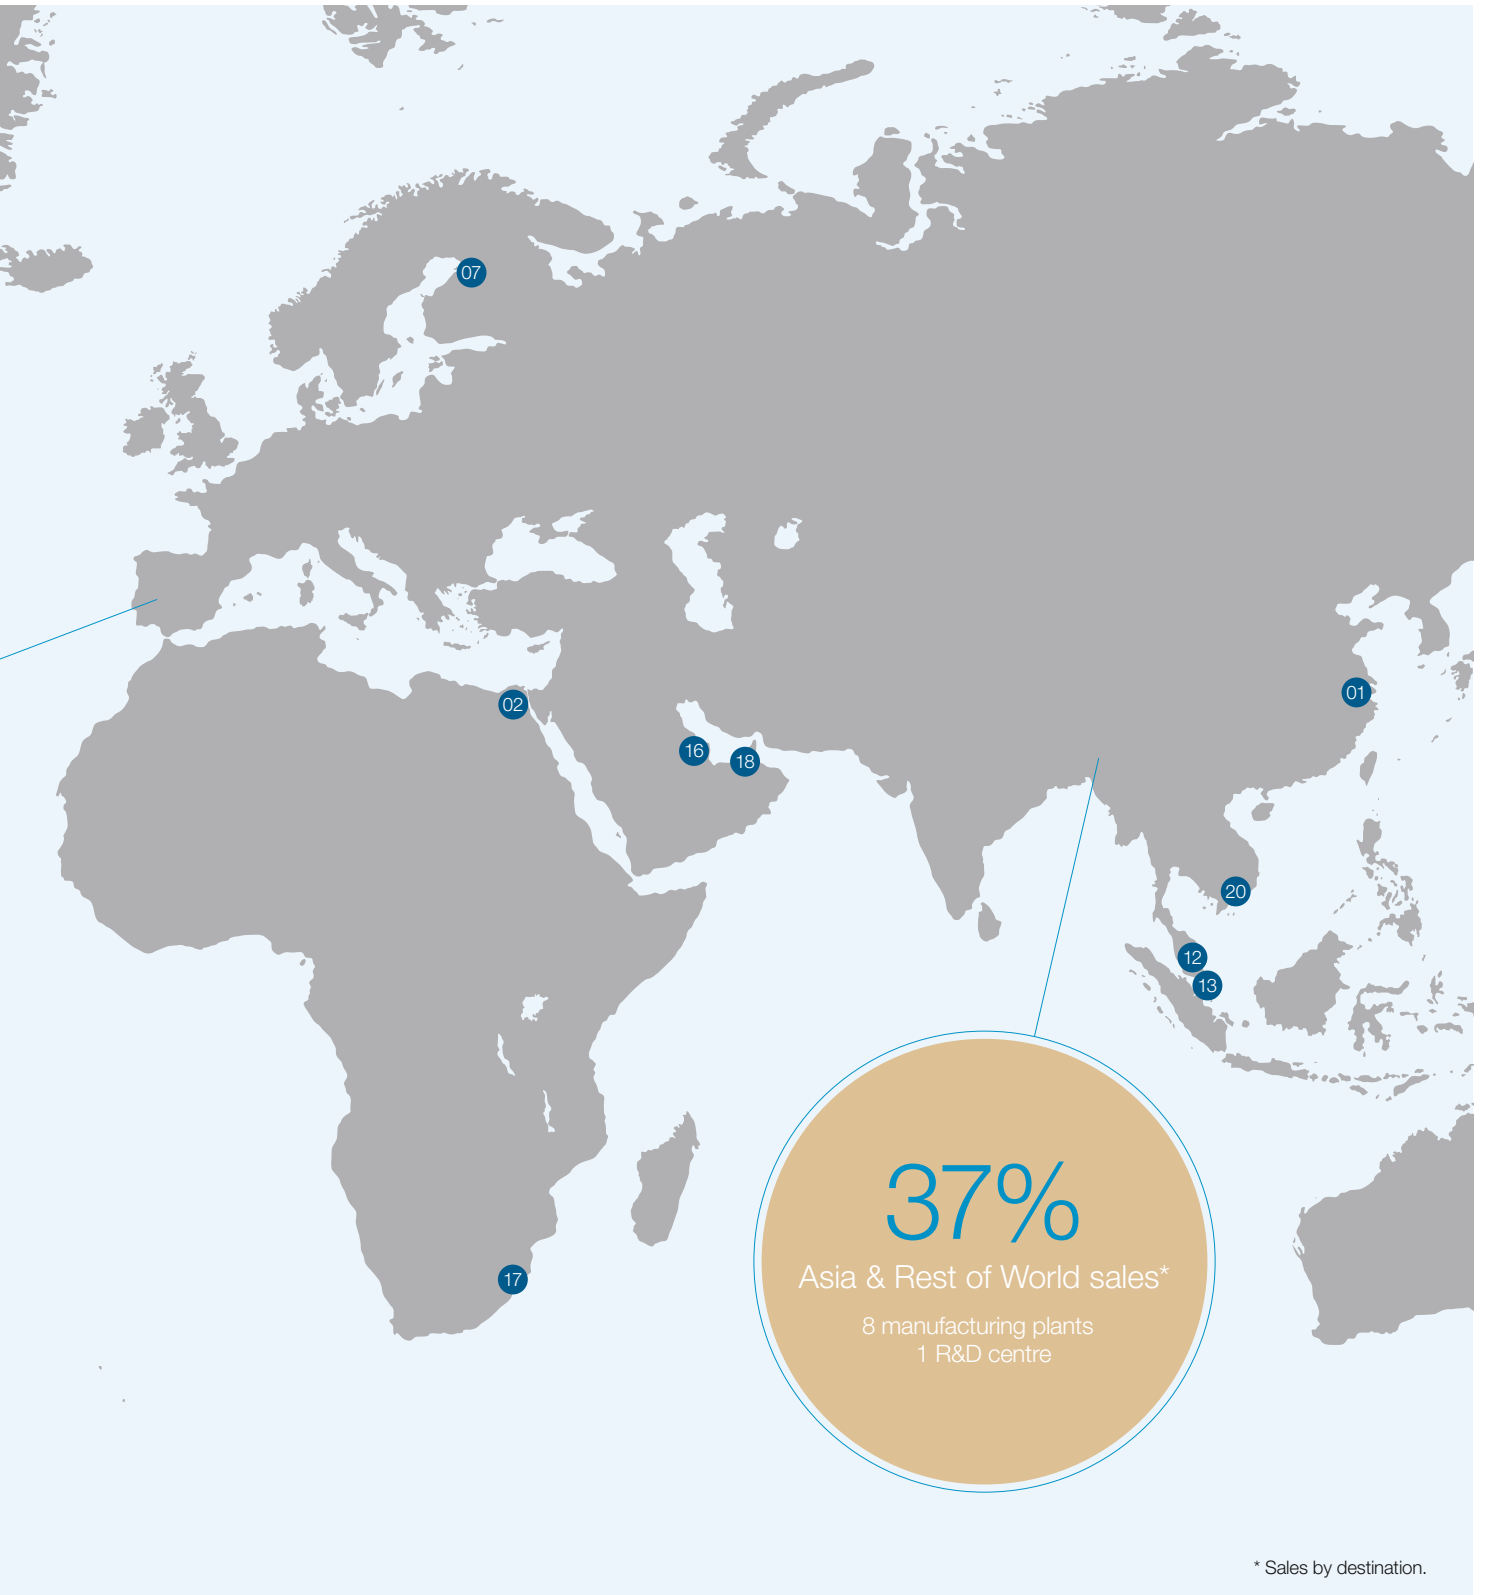 07
01
02
16
18
20
12
13
37%
Asia & Rest of World sales*
8 manufacturing plants
1 R&D centre
17
* Sales by destination.